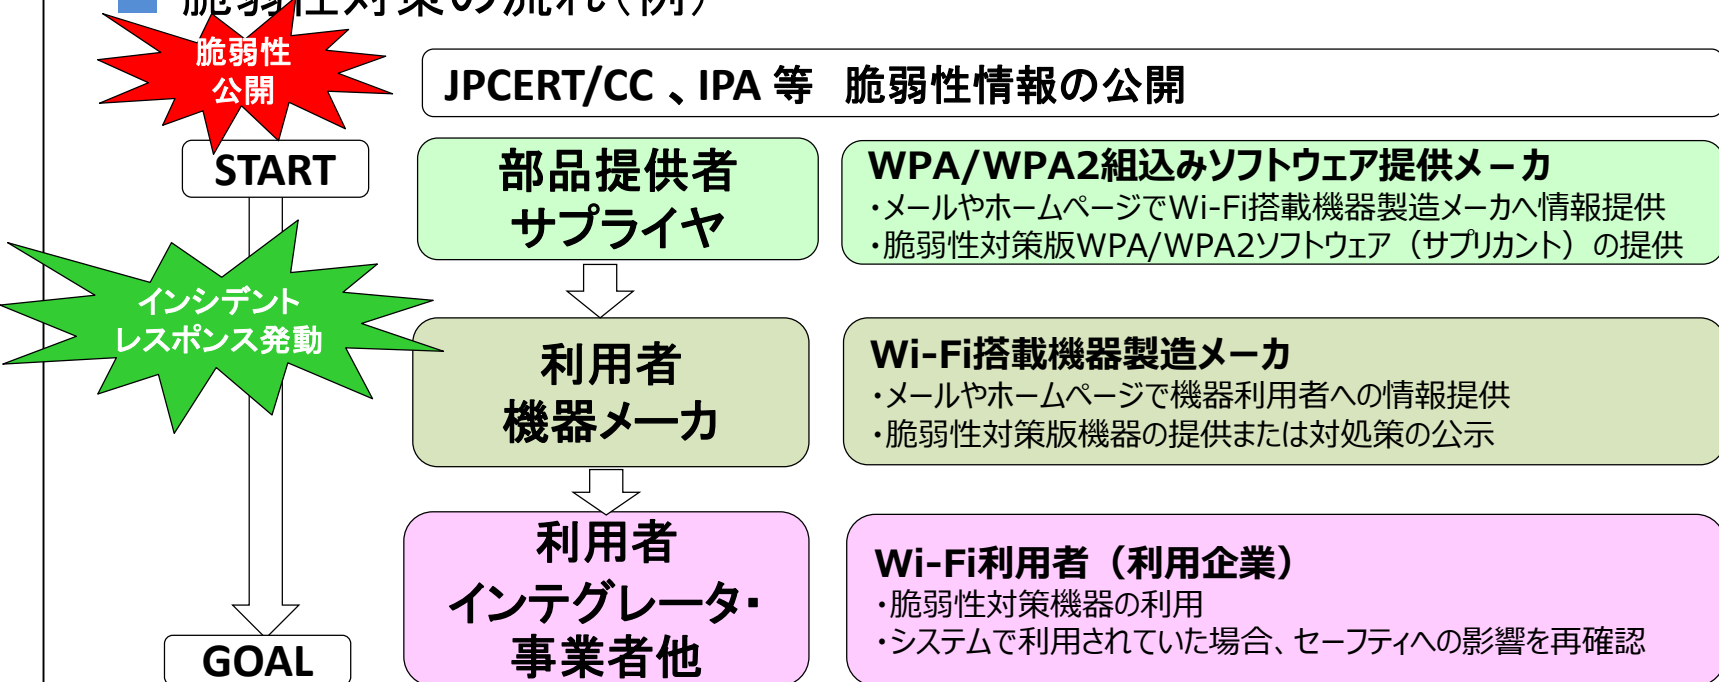 脆弱性対策の流れ（例）
脆弱性
公開
JPCERT/CC 、IPA 等　脆弱性情報の公開
START
部品提供者
サプライヤ
WPA/WPA2組込みソフトウェア提供メーカ
・メールやホームページでWi-Fi搭載機器製造メーカへ情報提供
・脆弱性対策版WPA/WPA2ソフトウェア（サプリカント）の提供
インシデント
レスポンス発動
利用者
機器メーカ
Wi-Fi搭載機器製造メーカ
・メールやホームページで機器利用者への情報提供
・脆弱性対策版機器の提供または対処策の公示
利用者
インテグレータ・
事業者他
Wi-Fi利用者（利用企業）
・脆弱性対策機器の利用
・システムで利用されていた場合、セーフティへの影響を再確認
GOAL